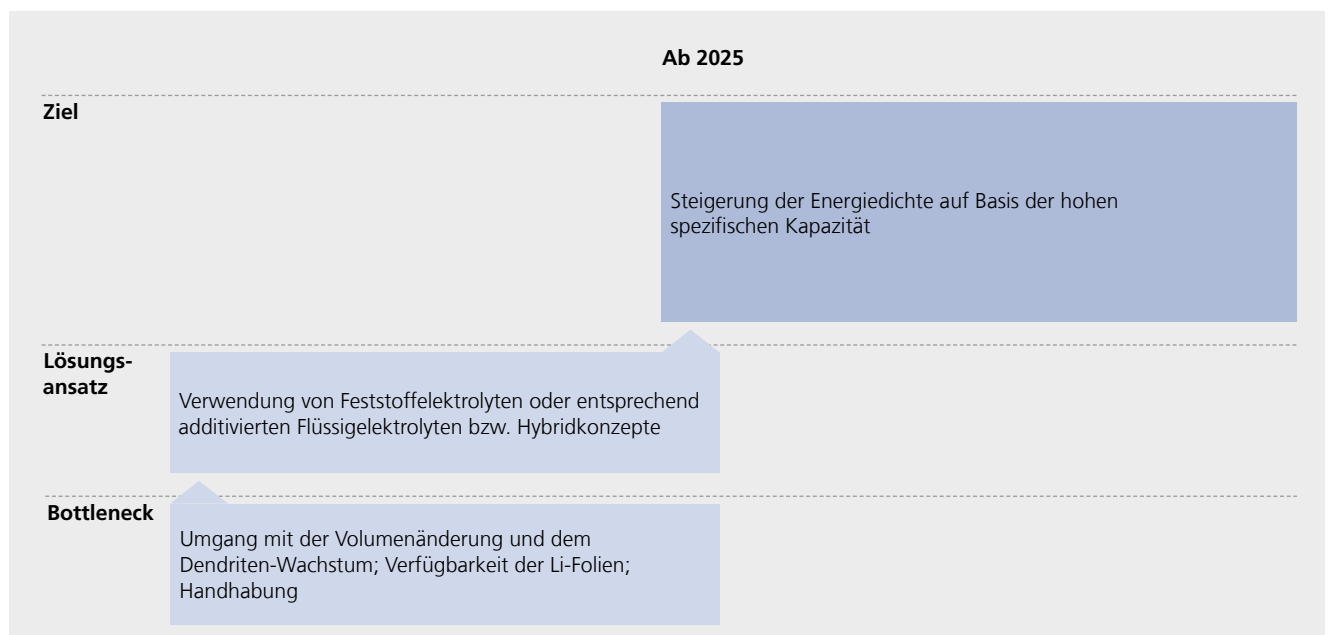 Ab 2025
Ziel
Steigerung der Energiedichte auf Basis der hohen
spezifischen Kapazität
Lösungs-
ansatz
Verwendung von Feststoffelektrolyten oder entsprechend
additivierten Flüssigelektrolyten bzw. Hybridkonzepte
Bottleneck
Umgang mit der Volumenänderung und dem
Dendriten-Wachstum; Verfügbarkeit der Li-Folien;
Handhabung